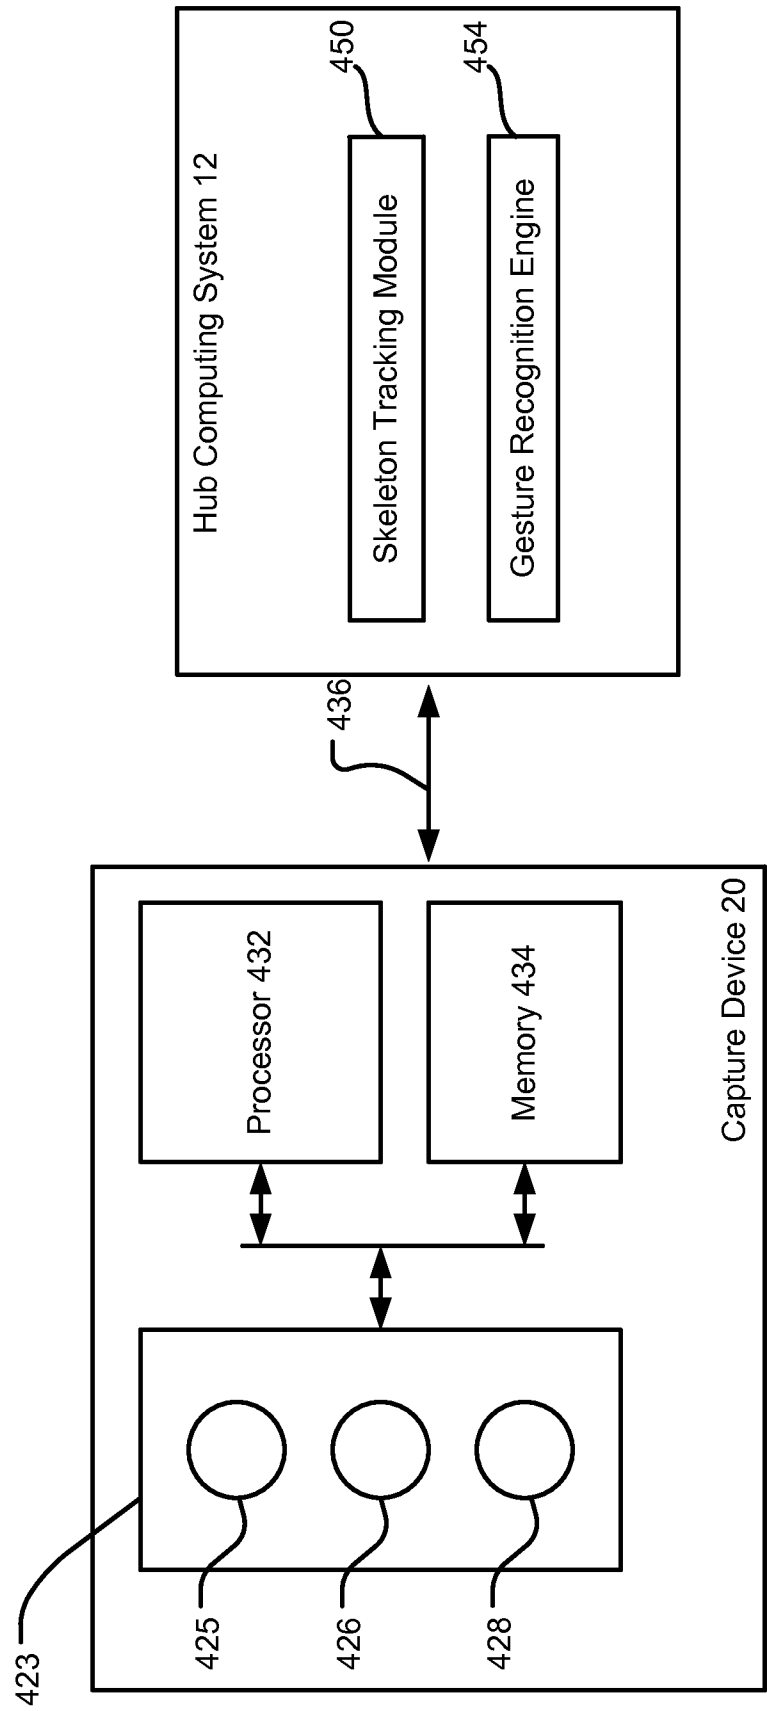 423
425
426
428
Processor 432
Memory 434
Capture Device 20
436
Hub Computing System 12
Skeleton Tracking Module
450
Gesture Recognition Engine
454